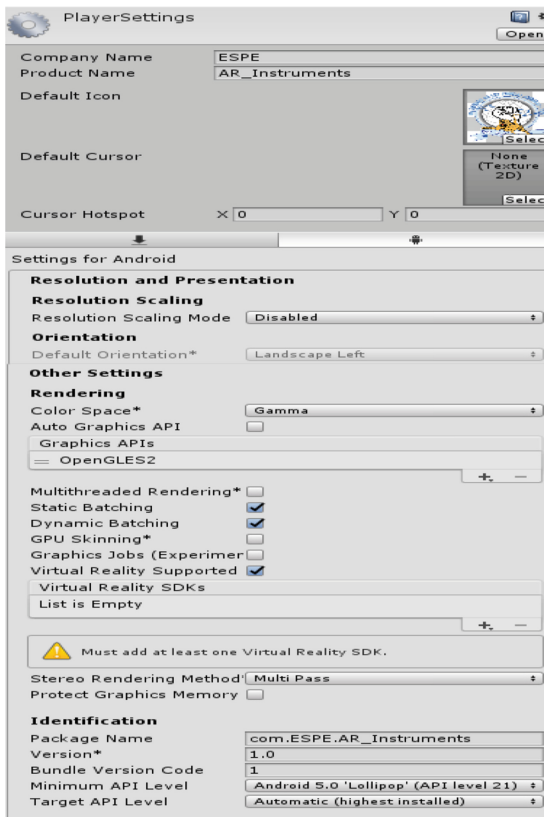 PlayerSettings
Open
Company Name ESPE
Product Name AR_Instruments
Default Icon
Selec
Default Cursor
None
(Texture
2D)
Selec
Cursor Hotspot X 0 Y 0
Settings for Android
Resolution and Presentation
Resolution Scaling
Resolution Scaling Mode Disabled
Orientation
Default Orientation* Landscape Left
Other Settings
Rendering
Color Space* Gamma
Auto Graphics API
Graphics APIs
OpenGLES2
Multithreaded Rendering*
Static Batching
Dynamic Batching
GPU Skinning*
Graphics Jobs (Experimer
Virtual Reality Supported
Virtual Reality SDKs
List is Empty
Must add at least one Virtual Reality SDK.
Stereo Rendering Method* Multi Pass
Protect Graphics Memory
Identification
Package Name com.ESPE.AR_Instruments
Version* 1.0
Bundle Version Code 1
Minimum API Level Android 5.0 'Lollipop' (API level 21)
Target API Level Automatic (highest installed)